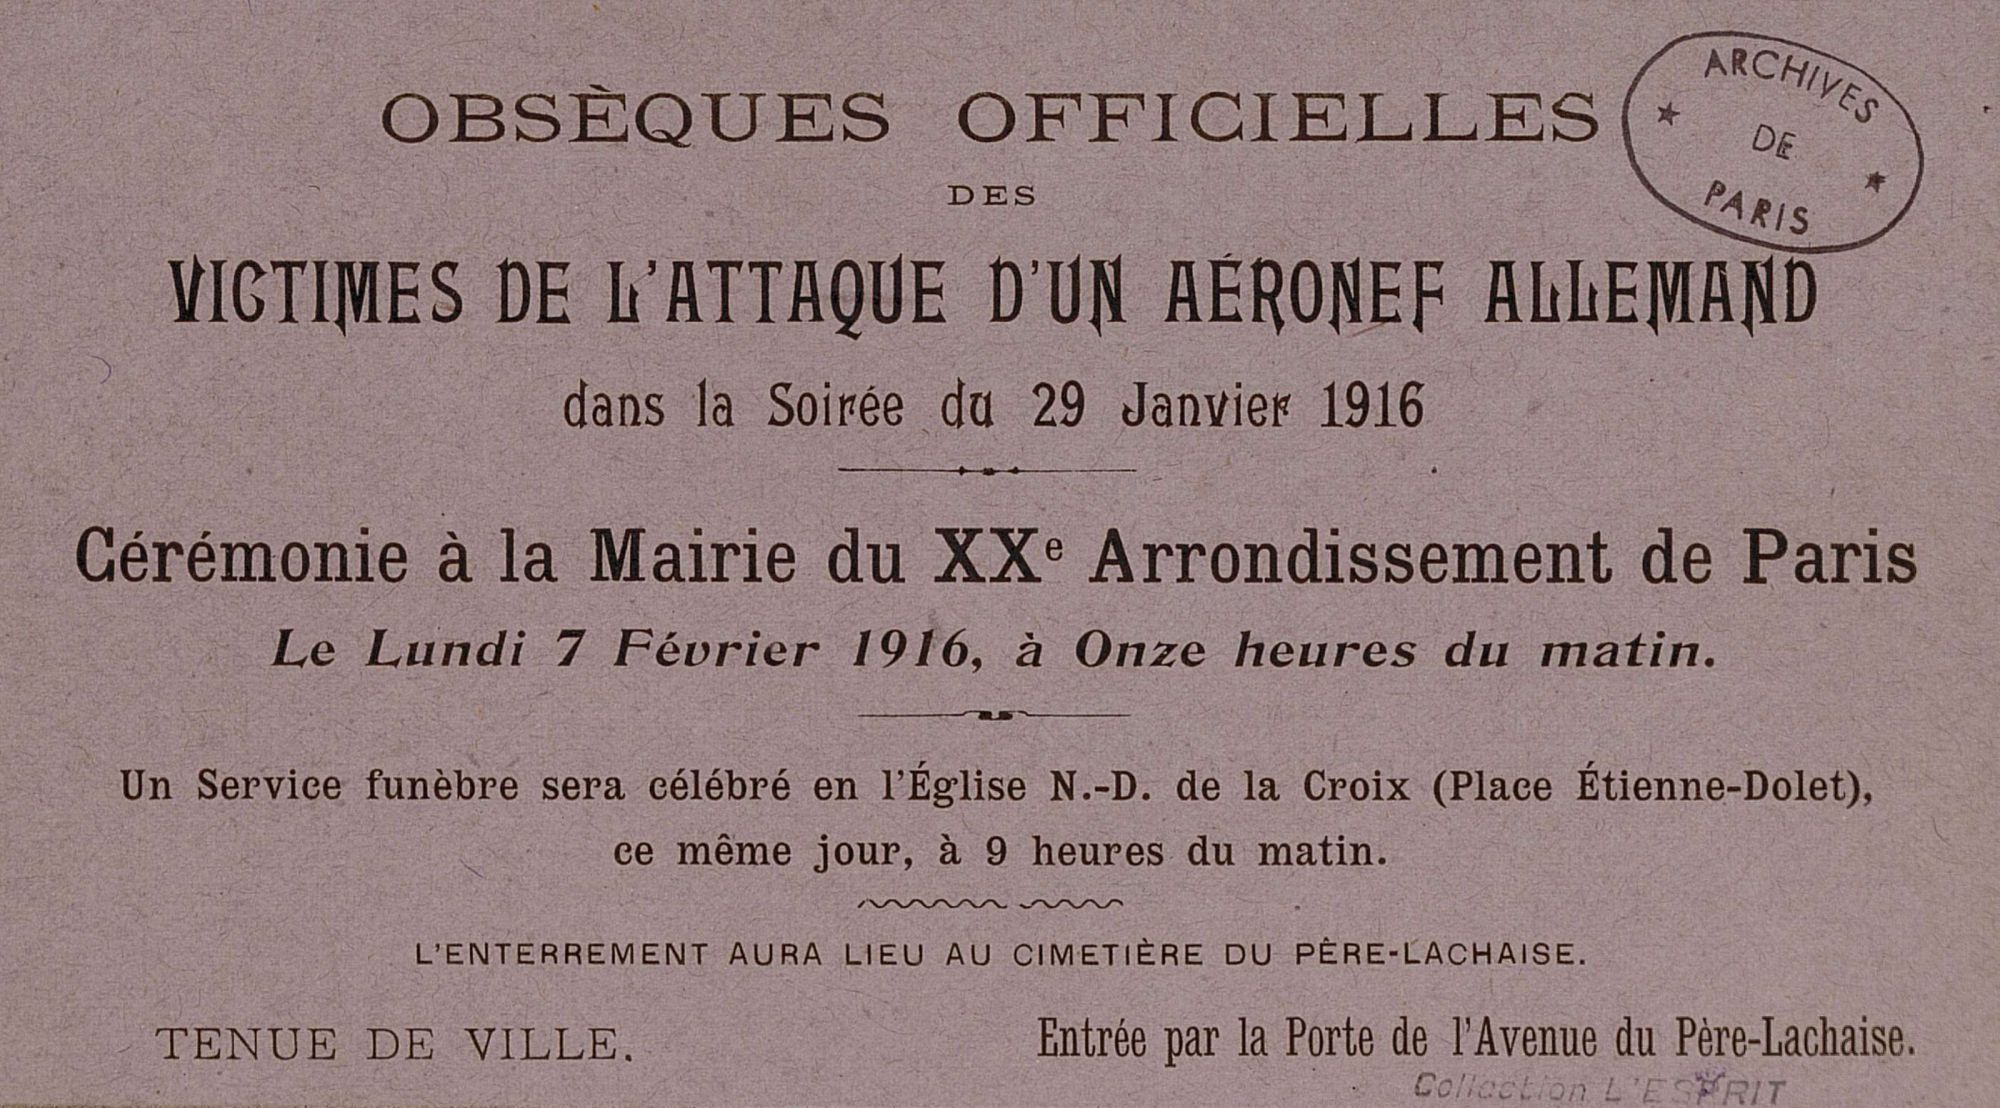 OBSÈQUES OFFICIELLES
DES
VICTIMES DE L'ATTAQUE D'UN AÉRONEF ALLEMAND
dans la Soirée du 29 Janvier 1916
Cérémonie à la Mairie du XXe Arrondissement de Paris
Le Lundi 7 Février 1916, à Onze heures du matin.
Un Service funèbre sera célébré en l'Église N.-D. de la Croix (Place Étienne-Dolet),
ce même jour, à 9 heures du matin.
L'ENTERREMENT AURA LIEU AU CIMETIÈRE DU PÈRE-LACHAISE.
TENUE DE VILLE.
Entrée par la Porte de l'Avenue du Père-Lachaise.
ARCHIVES
DE
PARIS
Collection L'ESPRIT